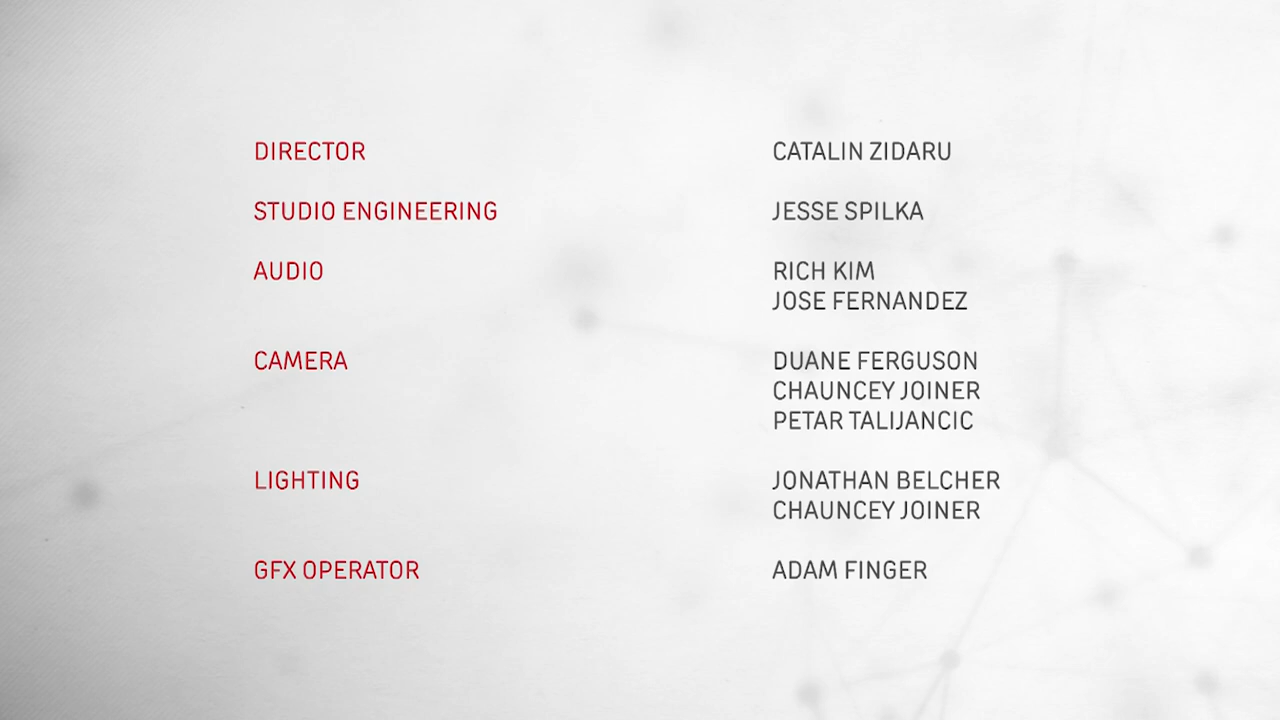 DIRECTOR CATALIN ZIDARU
STUDIO ENGINEERING JESSE SPILKA
AUDIO RICH KIM
JOSE FERNANDEZ
CAMERA DUANE FERGUSON
CHAUNCEY JOINER
PETAR TALIJANCIC
LIGHTING JONATHAN BELCHER
CHAUNCEY JOINER
GFX OPERATOR ADAM FINGER